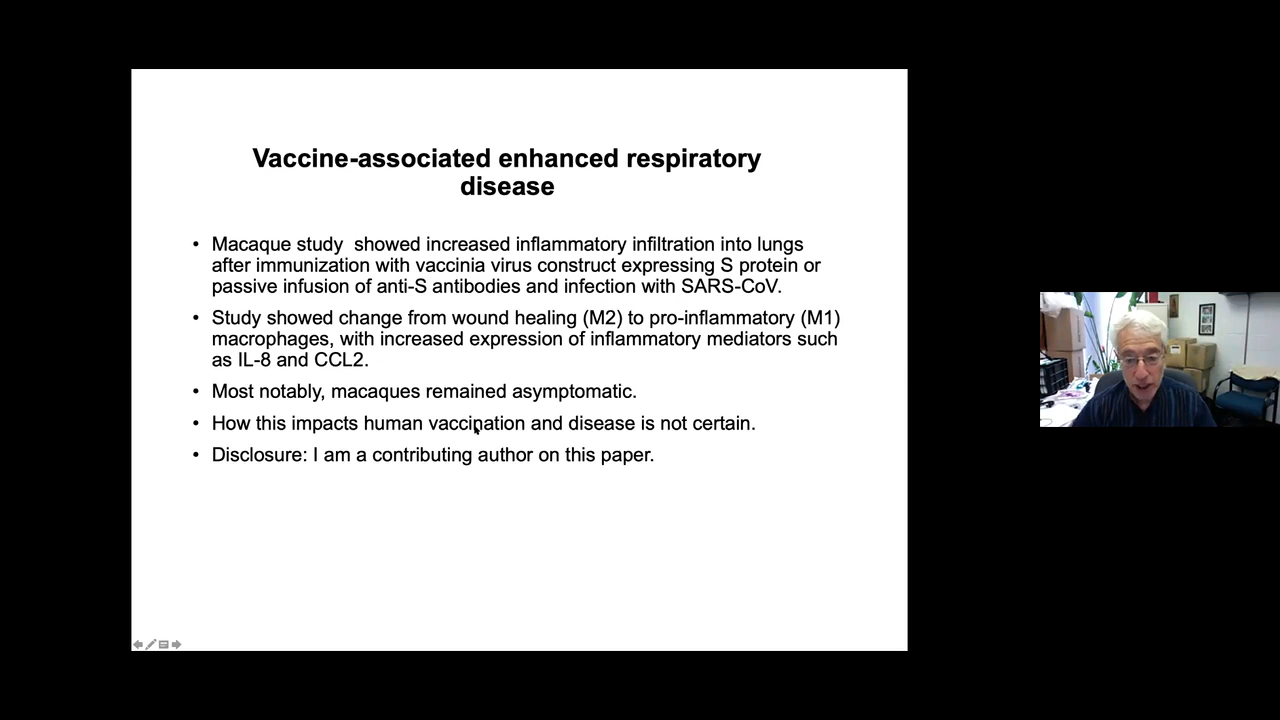 Vaccine-associated enhanced respiratory
disease
• Macaque study  showed increased inflammatory infiltration into lungs
after immunization with vaccinia virus construct expressing S protein or
passive infusion of anti-S antibodies and infection with SARS-CoV.
• Study showed change from wound healing (M2) to pro-inflammatory (M1)
macrophages, with increased expression of inflammatory mediators such
as IL-8 and CCL2.
• Most notably, macaques remained asymptomatic.
• How this impacts human vaccination and disease is not certain.
• Disclosure: I am a contributing author on this paper.